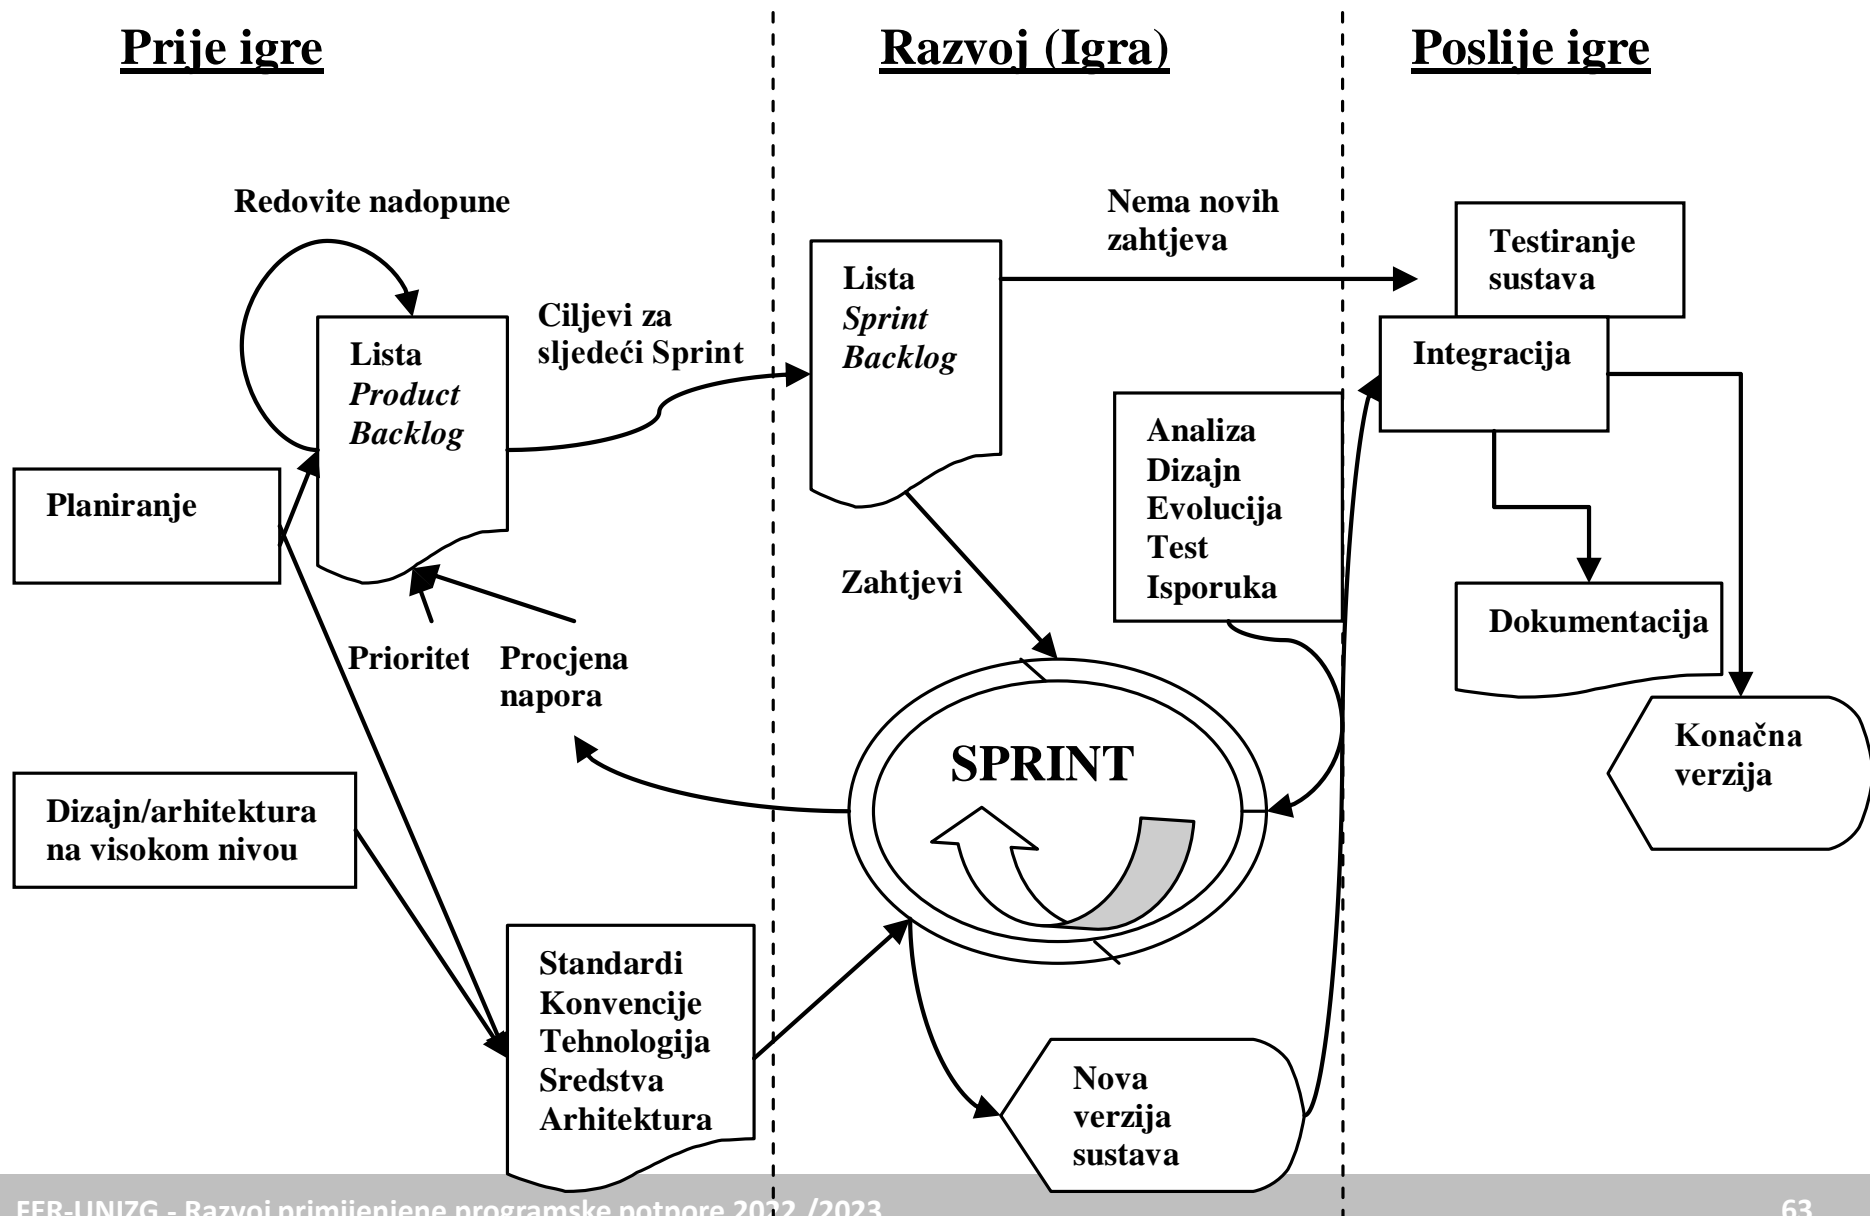 Prije igre
Razvoj (Igra)
Poslije igre
Redovite nadopune
Lista
Product
Backlog
Ciljevi za
sljedeći Sprint
Planiranje
Prioritet
Procjena
napora
Dizajn/arhitektura
na visokom nivou
Standardi
Konvencije
Tehnologija
Sredstva
Arhitektura
Lista
Sprint
Backlog
Nema novih
zahtjeva
Zahtjevi
Analiza
Dizajn
Evolucija
Test
Isporuka
SPRINT
Nova
verzija
sustava
Testiranje
sustava
Integracija
Dokumentacija
Konačna
verzija
FER-UNIZG - Razvoj primijenjene programske potpore 2022./2023
63